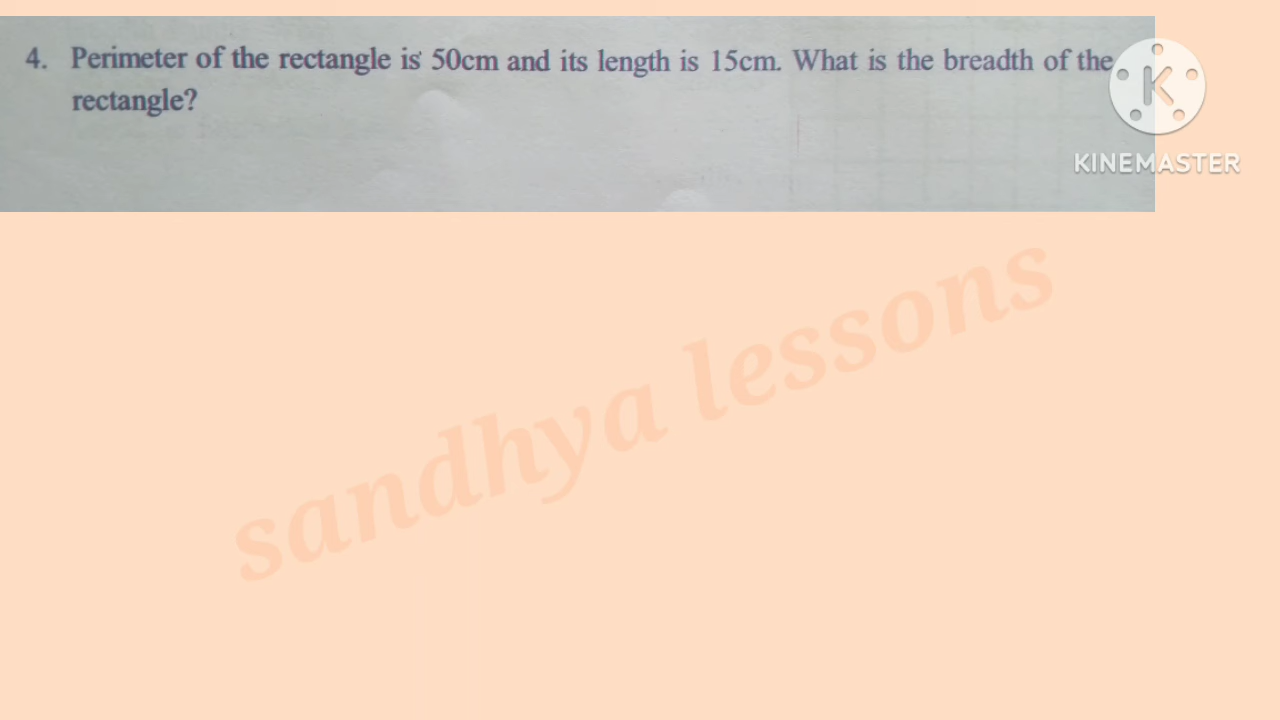 4. Perimeter of the rectangle is 50cm and its length is 15cm. What is the breadth of the
rectangle?
KINEMASTER
sandhya lessons